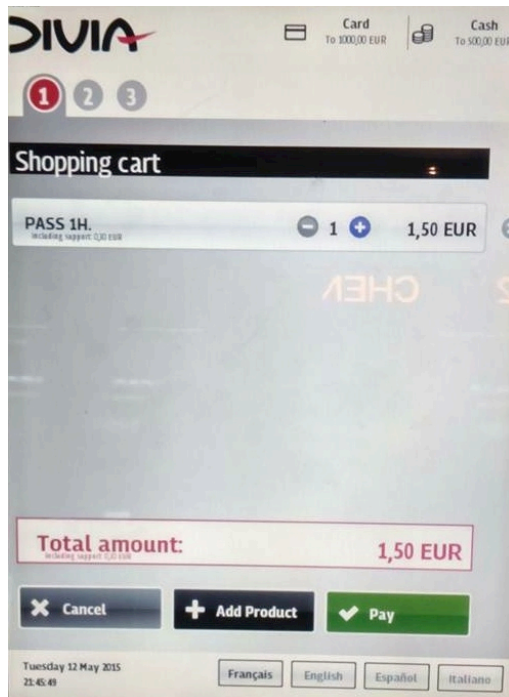 DIVIA
Card
To 1000,00 EUR
Cash
To 500,00 EUR
1 2 3
Shopping cart
PASS 1H.
including support: 0,10 EUR
1
1,50 EUR
CHEV
Total amount:
including support: 0,10 EUR
1,50 EUR
Cancel
Add Product
Pay
Tuesday 12 May 2015
21:45:49
Français
English
Español
Italiano